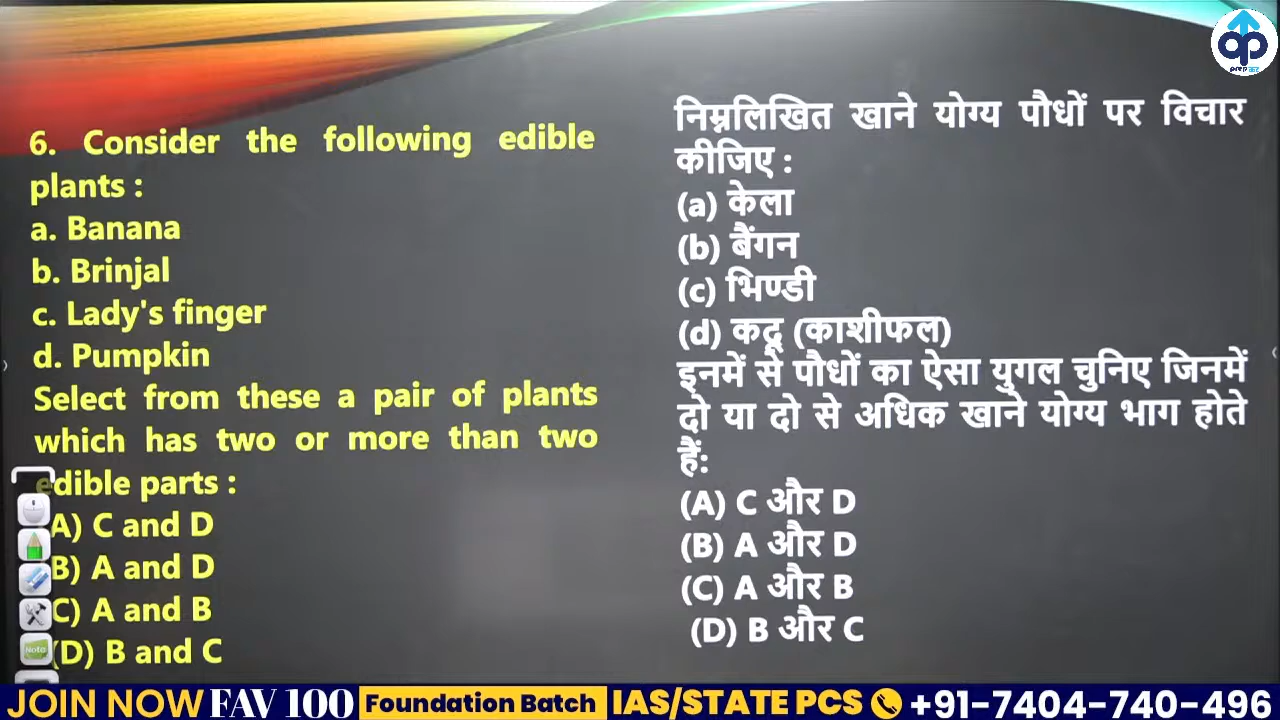 6. Consider the following edible
plants :
a. Banana
b. Brinjal
c. Lady's finger
d. Pumpkin
Select from these a pair of plants
which has two or more than two
edible parts :
A) C and D
B) A and D
C) A and B
(D) B and C
निम्नलिखित खाने योग्य पौधों पर विचार
कीजिए :
(a) केला
(b) बैंगन
(c) भिण्डी
(d) कद्दू (काशीफल)
इनमें से पौधों का ऐसा युगल चुनिए जिनमें
दो या दो से अधिक खाने योग्य भाग होते
हैं:
(A) C और D
(B) A और D
(C) A और B
(D) B और C
prep कर
Note
JOIN NOW FAV 100 Foundation Batch IAS/STATE PCS +91-7404-740-496